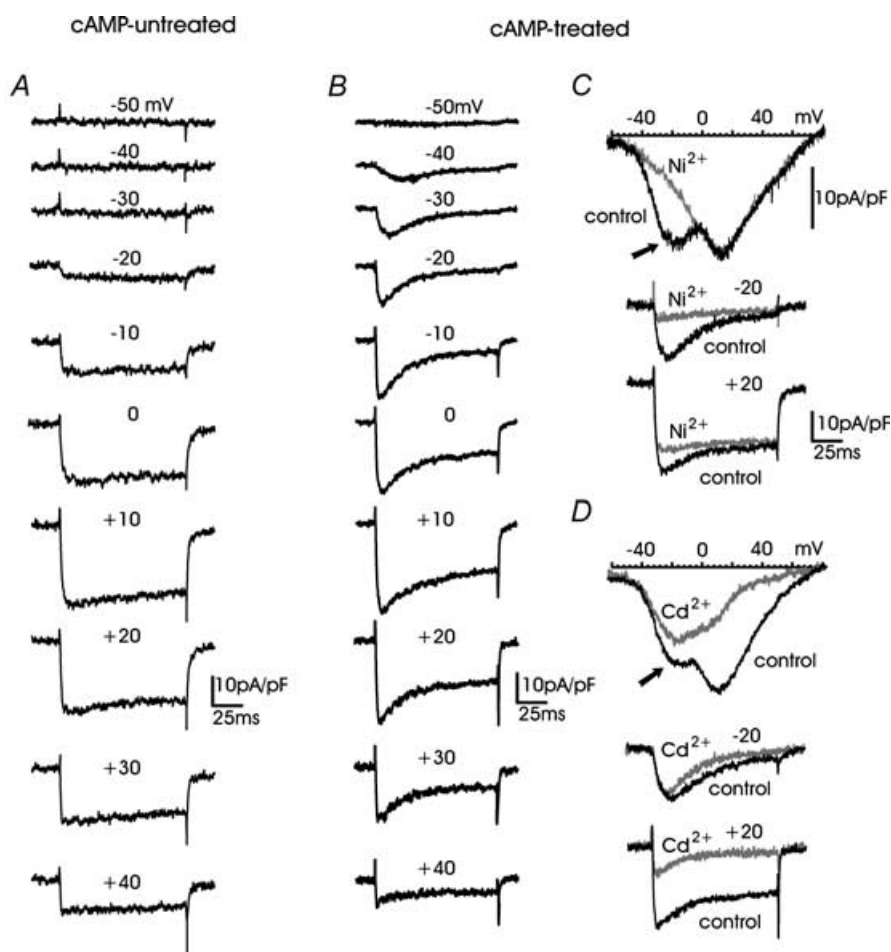 cAMP-untreated
cAMP-treated
A
-50 mV
-40
-30
-20
-10
0
+10
+20
+30
+40
10pA/pF
25ms
B
-50mV
-40
-30
-20
-10
0
+10
+20
+30
+40
10pA/pF
25ms
C
-40 0 40 mV
Ni²⁺
control
10pA/pF
Ni²⁺ -20
control
+20
Ni²⁺
control
10pA/pF
25ms
D
-40 0 40 mV
Cd²⁺
control
Cd²⁺ -20
control
Cd²⁺ +20
control